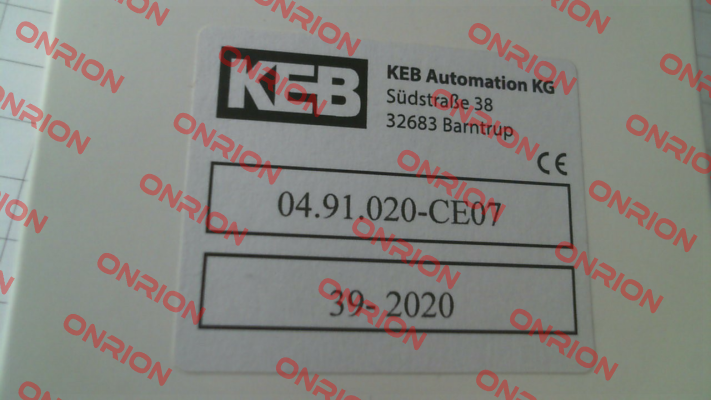 KEB
KEB Automation KG
Südstraße 38
32683 Barntrup
CE
04.91.020-CE07
39- 2020
ONRION